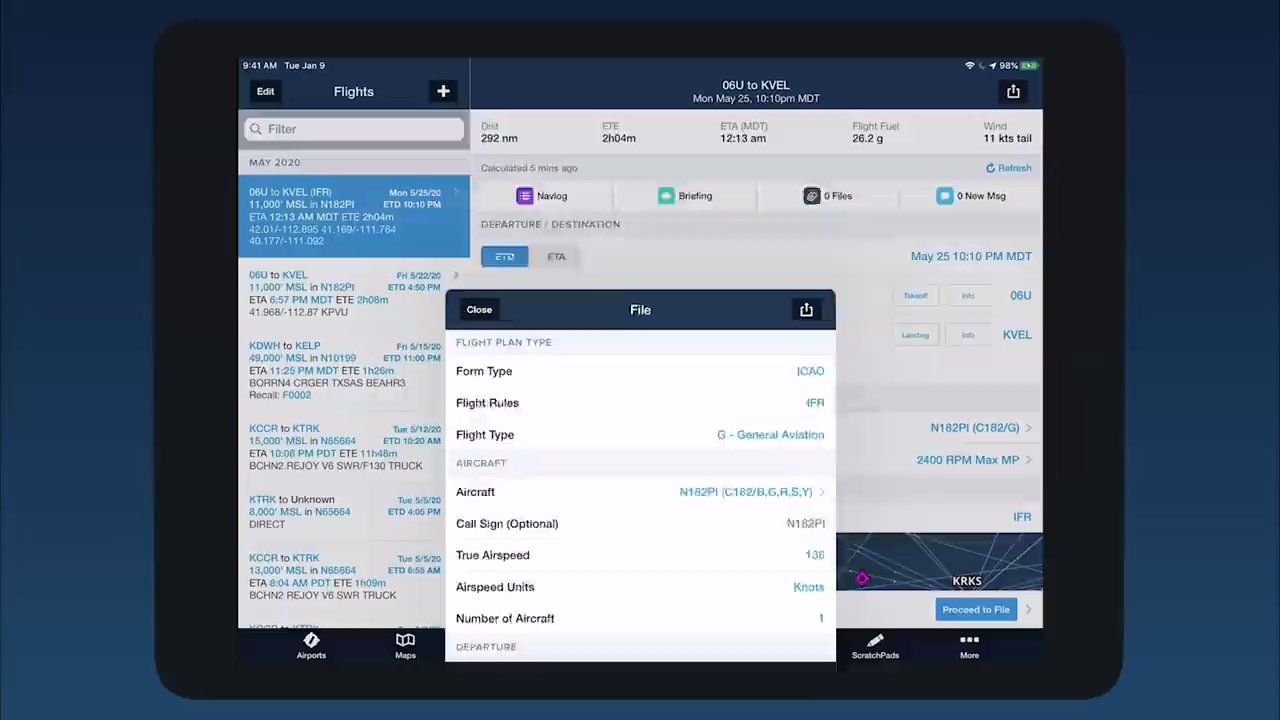 9:41 AM Tue Jan 9
98%
Edit
Flights
+
Filter
MAY 2020
06U to KVEL (IFR) Mon 5/25/20
11,000' MSL in N182PI ETD 10:10 PM
ETA 12:13 AM MDT ETE 2h04m
42.01/-112.895 41.169/-111.764
40.177/-111.092
06U to KVEL Fri 5/22/20
11,000' MSL in N182PI ETD 4:50 PM
ETA 6:57 PM MDT ETE 2h08m
41.968/-112.87 KPVU
KDWH to KELP Fri 5/15/20
49,000' MSL in N10199 ETD 11:00 PM
ETA 11:25 PM MDT ETE 1h26m
BORRN4 CRGER TXSAS BEAHR3
Recall: F0002
KCCR to KTRK Tue 5/12/20
15,000' MSL in N65664 ETD 10:20 AM
ETA 10:08 PM PDT ETE 11h48m
BCHN2.REJOY V6 SWR/F130 TRUCK
KTRK to Unknown Tue 5/5/20
8,000' MSL in N65664 ETD 4:05 PM
DIRECT
KCCR to KTRK Tue 5/5/20
13,000' MSL in N65664 ETD 6:55 AM
ETA 8:04 AM PDT ETE 1h09m
BCHN2 REJOY V6 SWR TRUCK
06U to KVEL
Mon May 25, 10:10pm MDT
Dist ETE ETA (MDT) Flight Fuel Wind
292 nm 2h04m 12:13 am 26.2 g 11 kts tail
Calculated 5 mins ago Refresh
Navlog Briefing 0 Files 0 New Msg
DEPARTURE / DESTINATION
ETD ETA May 25 10:10 PM MDT
Takeoff Info 06U
Landing Info KVEL
N182PI (C182/G)
2400 RPM Max MP
IFR
KRKS
Proceed to File
Close File
FLIGHT PLAN TYPE
Form Type ICAO
Flight Rules IFR
Flight Type G - General Aviation
AIRCRAFT
Aircraft N182PI (C182/B,G,R,S,Y)
Call Sign (Optional) N182PI
True Airspeed 136
Airspeed Units Knots
Number of Aircraft 1
DEPARTURE
Airports Maps ScratchPads More